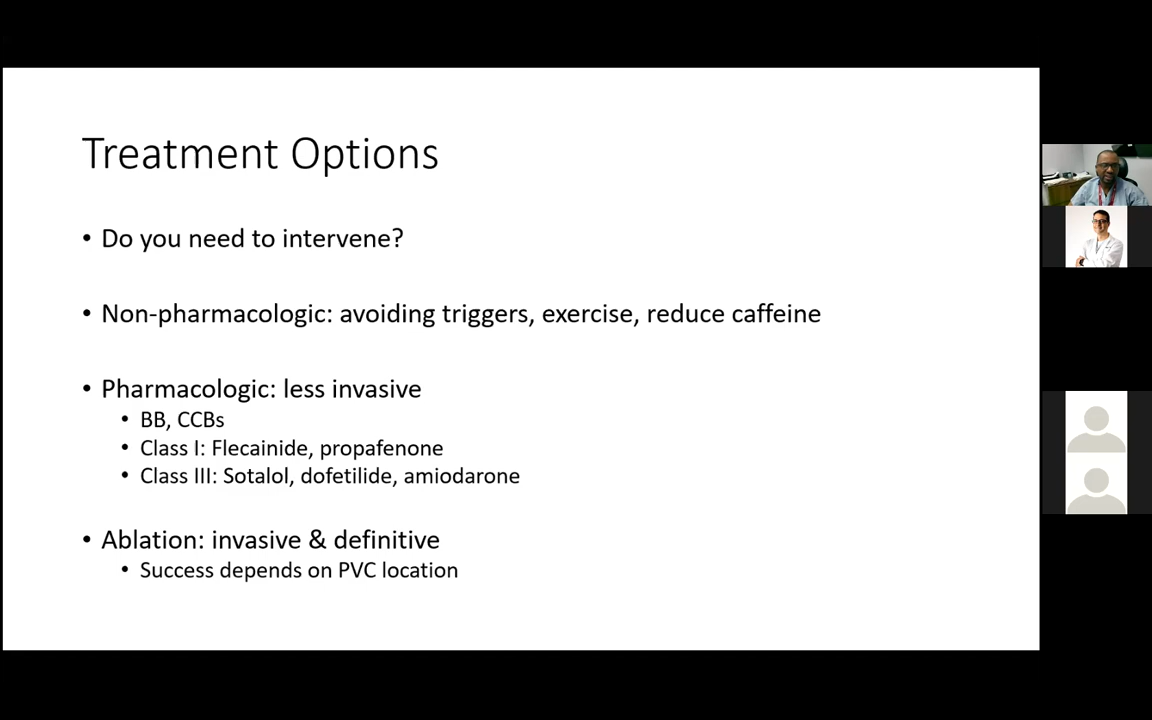 Treatment Options
• Do you need to intervene?
• Non-pharmacologic: avoiding triggers, exercise, reduce caffeine
• Pharmacologic: less invasive
• BB, CCBs
• Class I: Flecainide, propafenone
• Class III: Sotalol, dofetilide, amiodarone
• Ablation: invasive & definitive
• Success depends on PVC location